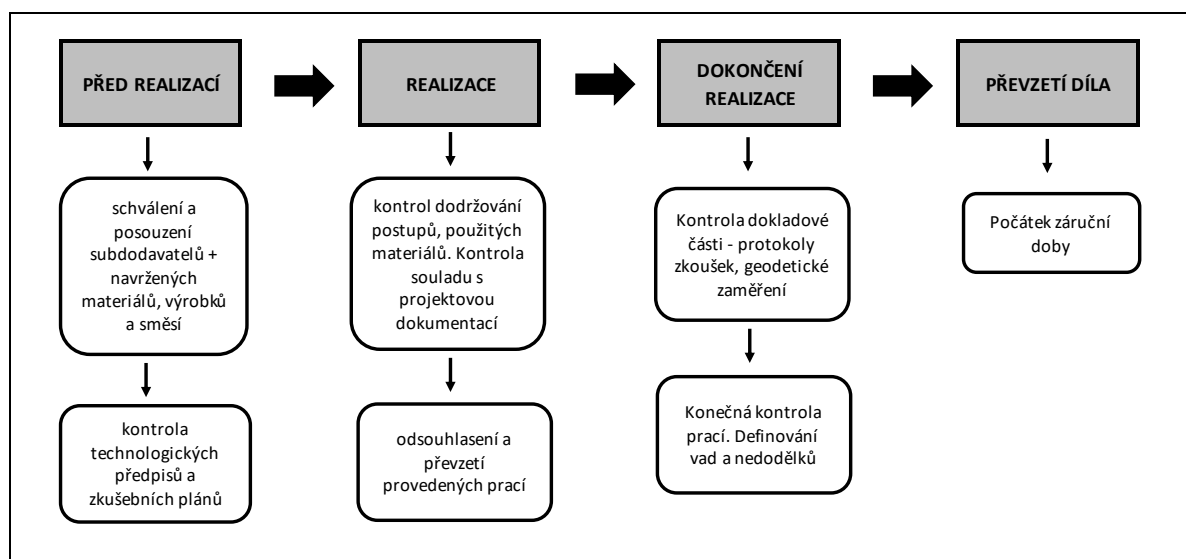 PŘED REALIZACÍ
REALIZACE
DOKONČENÍ
REALIZACE
PŘEVZETÍ DÍLA
schválení a
posouzení
subdodavatelů +
navržených
materiálů, výrobků
a směsí
kontrola
technologických
předpisů a
zkušebních plánů
kontrol dodržování
postupů, použitých
materiálů. Kontrola
souladu s
projektovou
dokumentací
odsouhlasení a
převzetí
provedených prací
Kontrola dokladové
části - protokoly
zkoušek, geodetické
zaměření
Konečná kontrola
prací. Definování
vad a nedodělků
Počátek záruční
doby